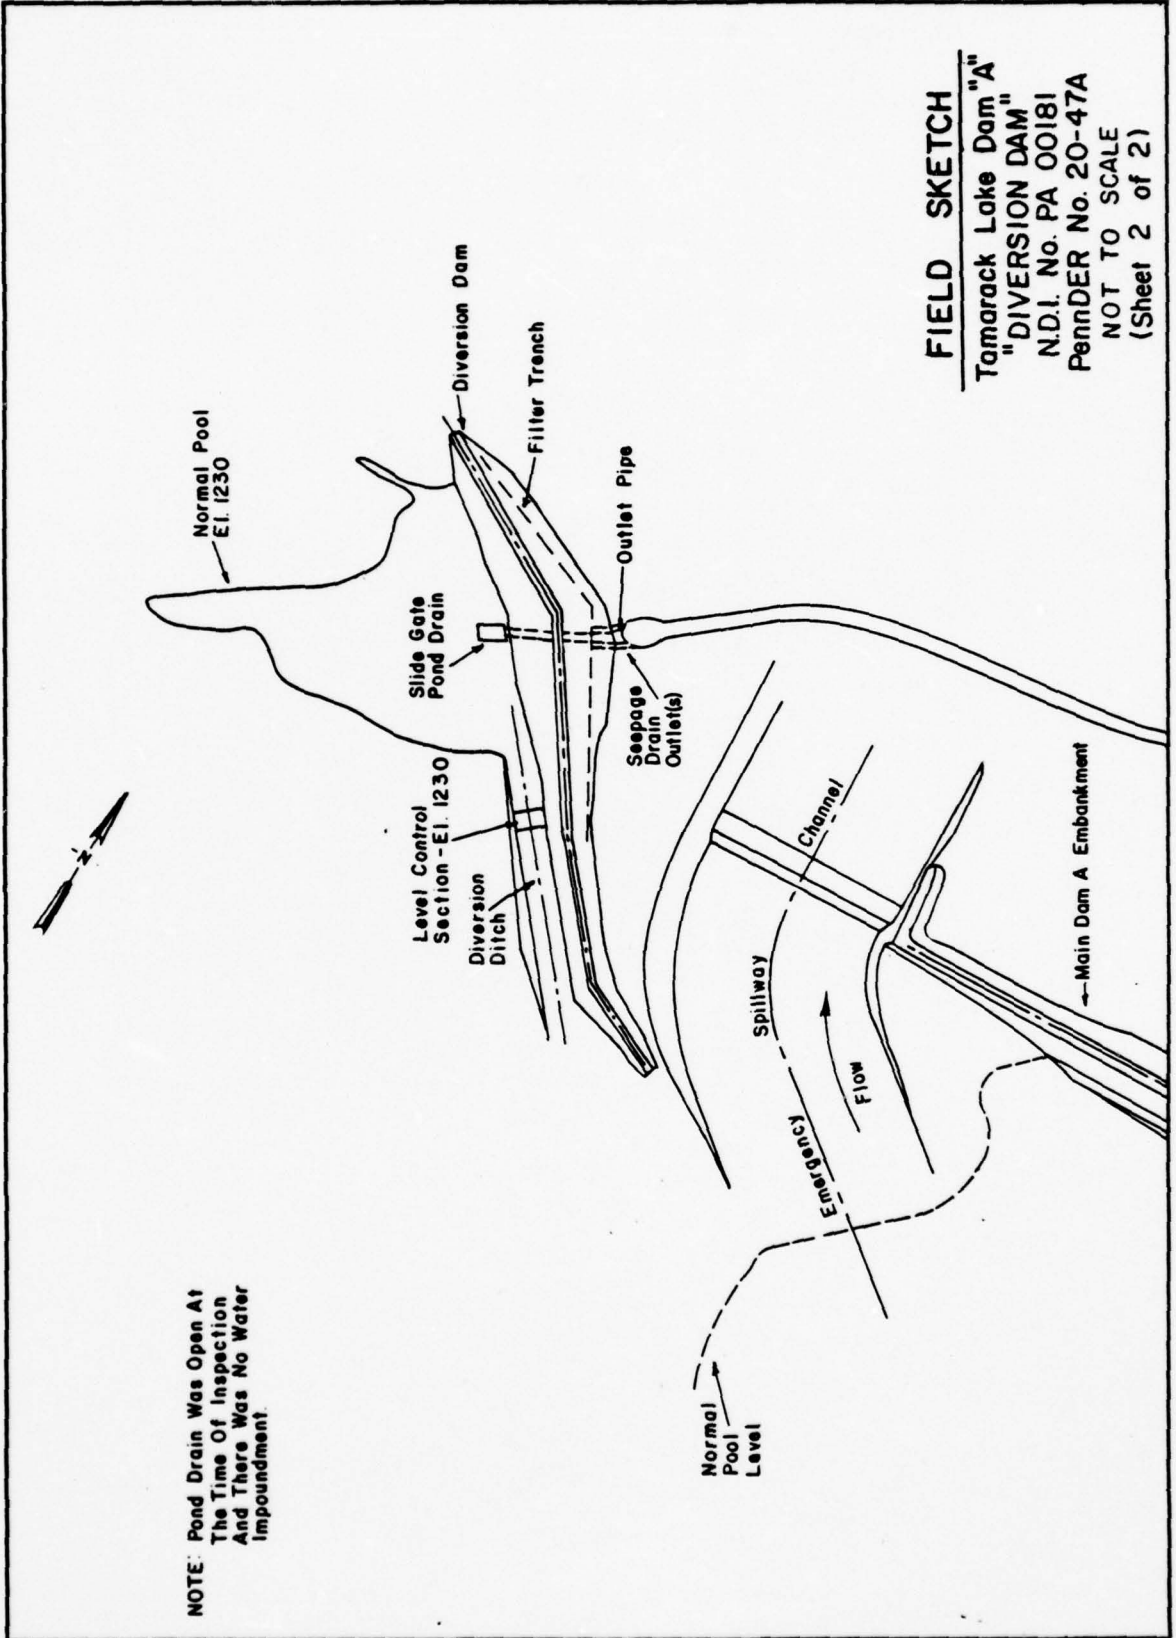 NOTE: Pond Drain Was Open At
The Time Of Inspection
And There Was No Water
Impoundment.
N
Normal Pool
El. 1230
Slide Gate
Pond Drain
Diversion Dam
Filter Trench
Outlet Pipe
Level Control
Section-El. 1230
Diversion
Ditch
Seepage
Drain
Outlet(s)
Emergency Spillway Channel
Flow
Normal
Pool
Level
Main Dam A Embankment
FIELD SKETCH
Tamarack Lake Dam "A"
"DIVERSION DAM"
N.D.I. No. PA 00181
PennDER No. 20-47A
NOT TO SCALE
(Sheet 2 of 2)